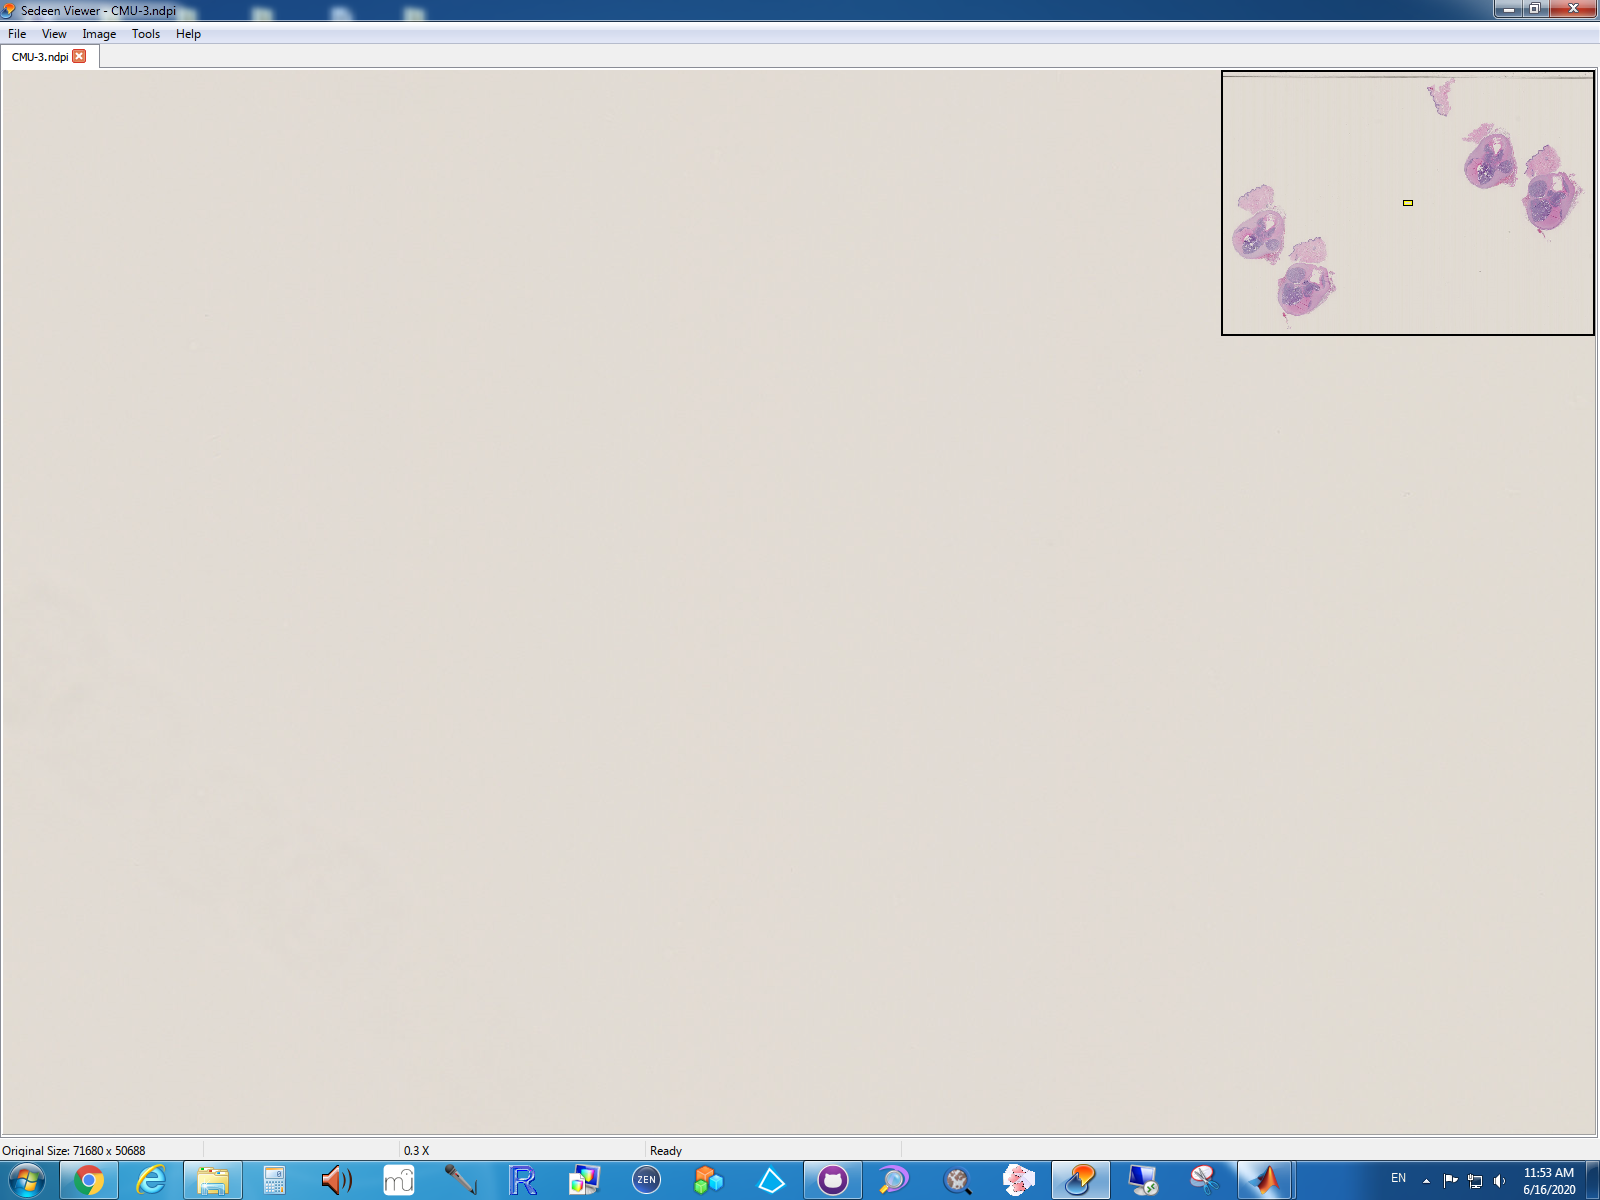 Sedeen Viewer - CMU-3.ndpi
File View Image Tools Help
CMU-3.ndpi
Original Size: 71680 x 50688 0.3 X Ready
mi R ZEN EN 11:53 AM
6/16/2020